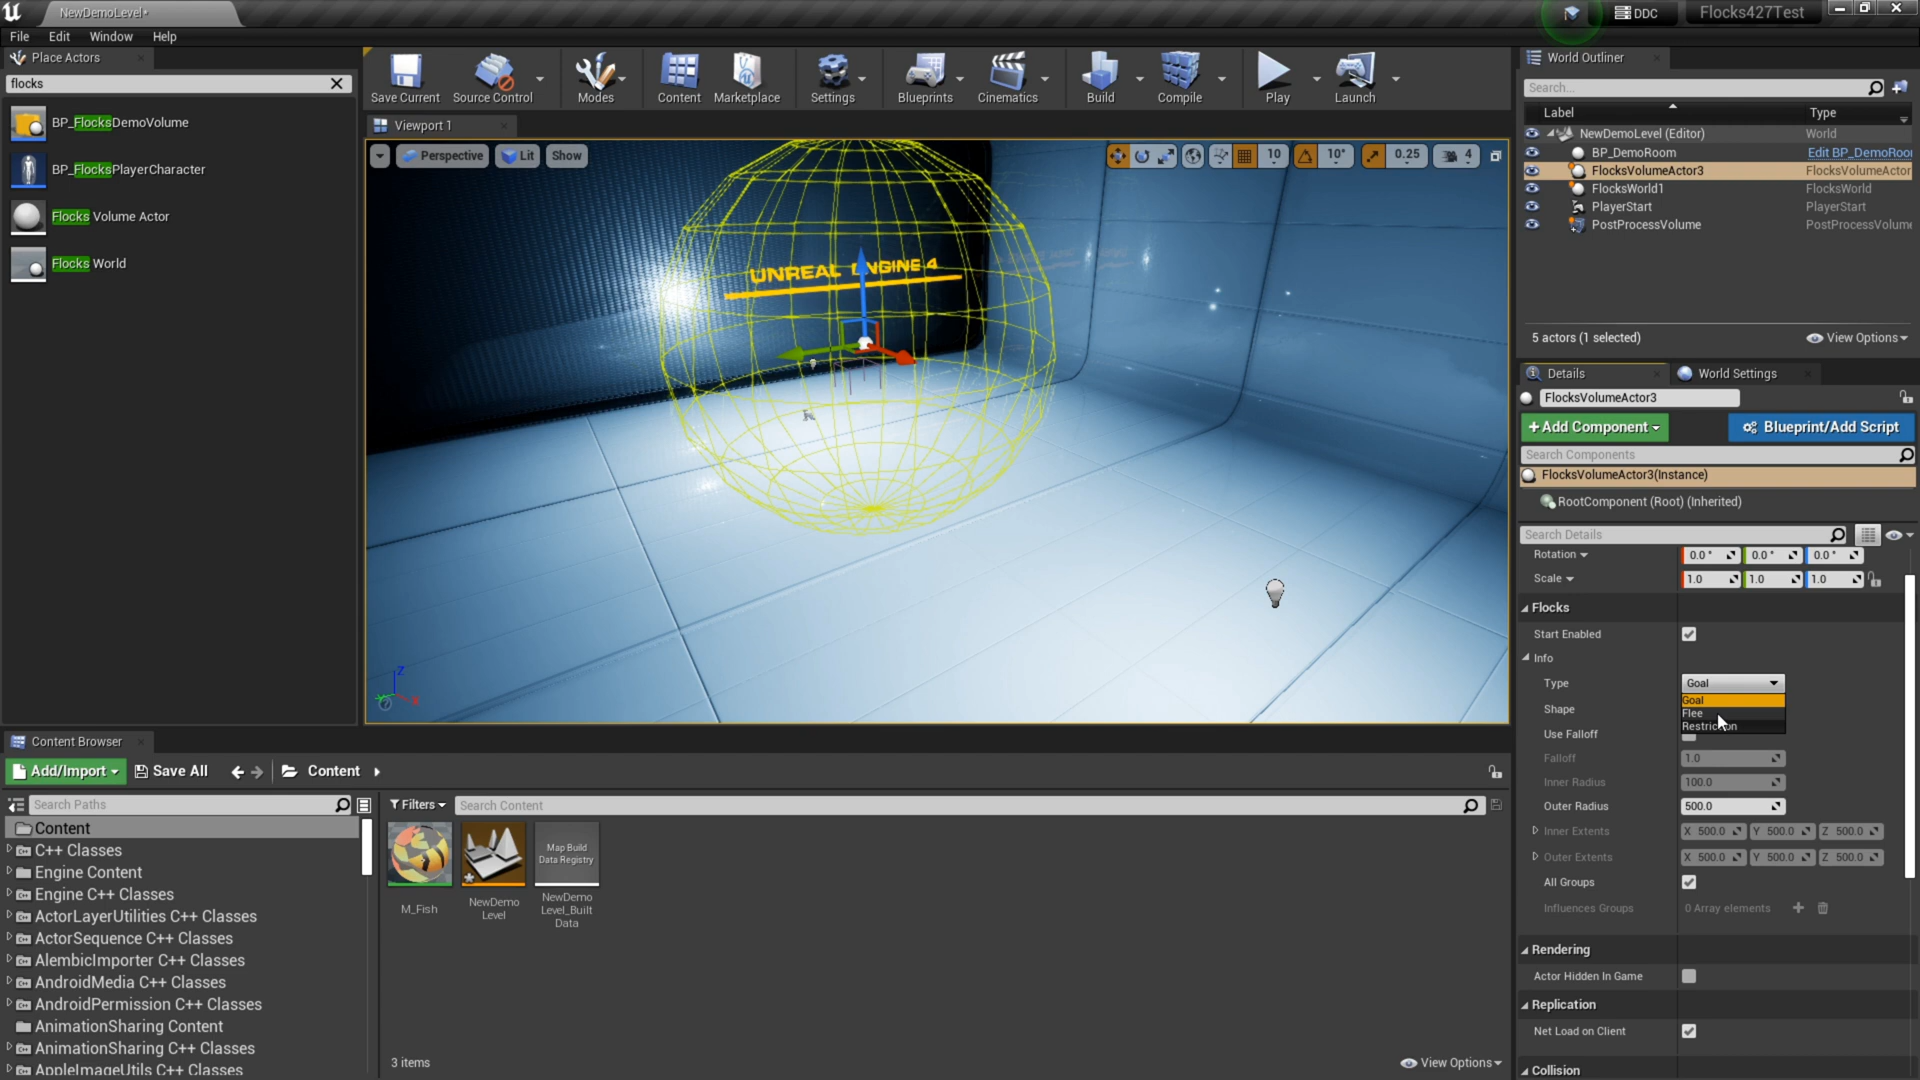 NewDemoLevel*
DDC
Flocks427Test
File Edit Window Help
Place Actors
flocks
BP_FlocksDemoVolume
BP_FlocksPlayerCharacter
Flocks Volume Actor
Flocks World
Save Current Source Control Modes Content Marketplace Settings Blueprints Cinematics Build Compile Play Launch
Viewport 1
Perspective Lit Show 10 10° 0.25 4
UNREAL ENGINE 4
World Outliner
Search...
Label Type
NewDemoLevel (Editor) World
BP_DemoRoom Edit BP_DemoRoo
FlocksVolumeActor3 FlocksVolumeActor
FlocksWorld1 FlocksWorld
PlayerStart PlayerStart
PostProcessVolume PostProcessVolume
5 actors (1 selected) View Options
Details World Settings
FlocksVolumeActor3
+Add Component Blueprint/Add Script
Search Components
FlocksVolumeActor3(Instance)
RootComponent (Root) (Inherited)
Search Details
Rotation 0.0° 0.0° 0.0°
Scale 1.0 1.0 1.0
Flocks
Start Enabled
Info
Type Goal
Goal
Flee
Restriction
Shape
Use Falloff
Falloff 1.0
Inner Radius 100.0
Outer Radius 500.0
Inner Extents X 500.0 Y 500.0 Z 500.0
Outer Extents X 500.0 Y 500.0 Z 500.0
All Groups
Influences Groups 0 Array elements
Rendering
Actor Hidden In Game
Replication
Net Load on Client
Collision
Content Browser
Add/Import Save All Content
Search Paths
Filters Search Content
Content
C++ Classes
Engine Content
Engine C++ Classes
ActorLayerUtilities C++ Classes
ActorSequence C++ Classes
AlembicImporter C++ Classes
AndroidMedia C++ Classes
AndroidPermission C++ Classes
AnimationSharing Content
AnimationSharing C++ Classes
AppleImageUtils C++ Classes
Map Build
Data Registry
M_Fish
NewDemo
Level
NewDemo
Level_Built
Data
3 items View Options